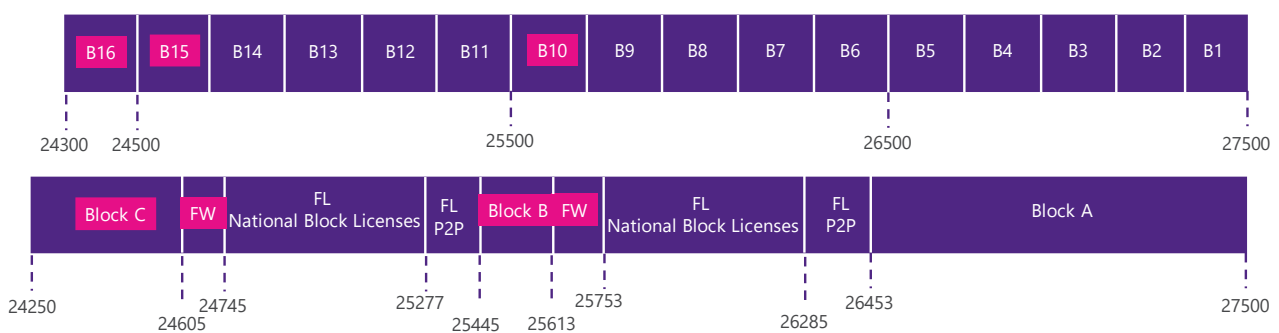 B16 B15 B14 B13 B12 B11 B10 B9 B8 B7 B6 B5 B4 B3 B2 B1
24300 24500 25500 26500 27500
Block C FW FL National Block Licenses FL P2P Block B FW FL National Block Licenses FL P2P Block A
24250 24605 24745 25277 25445 25613 25753 26285 26453 27500